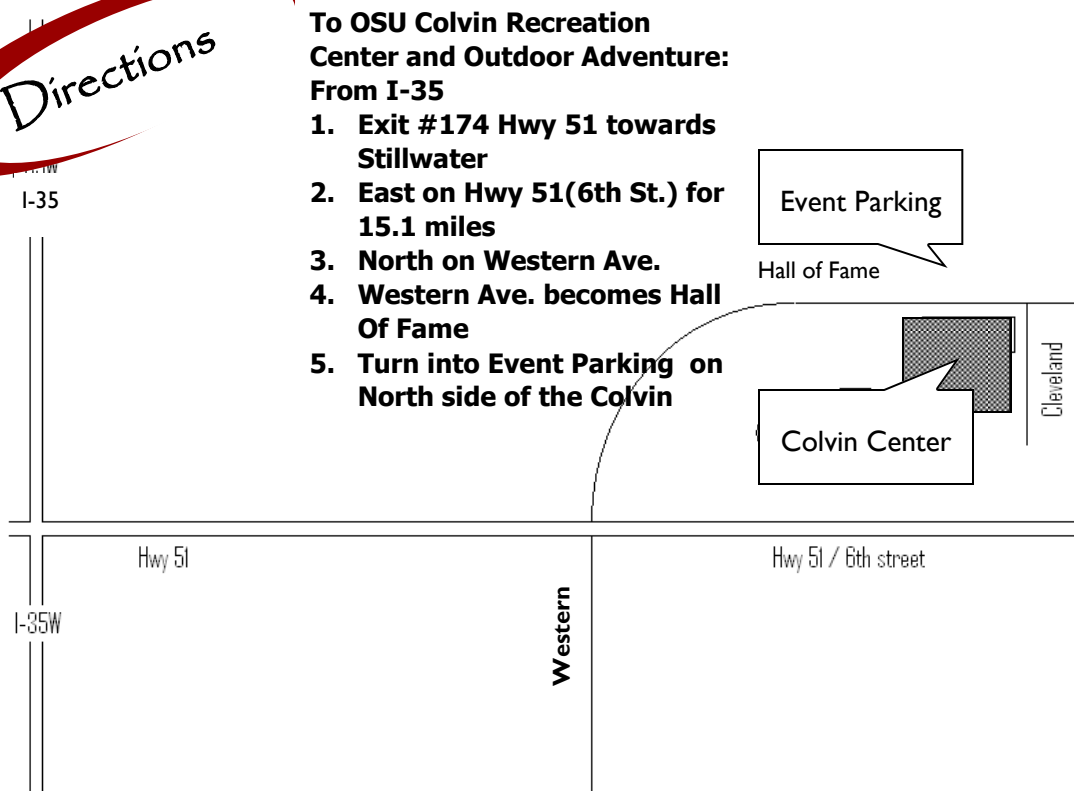 Directions
To OSU Colvin Recreation
Center and Outdoor Adventure:
From I-35
1. Exit #174 Hwy 51 towards
Stillwater
2. East on Hwy 51(6th St.) for
15.1 miles
3. North on Western Ave.
4. Western Ave. becomes Hall
Of Fame
5. Turn into Event Parking on
North side of the Colvin
I-35
Event Parking
Hall of Fame
Cleveland
Colvin Center
Hwy 51
Hwy 51 / 6th street
I-35W
Western